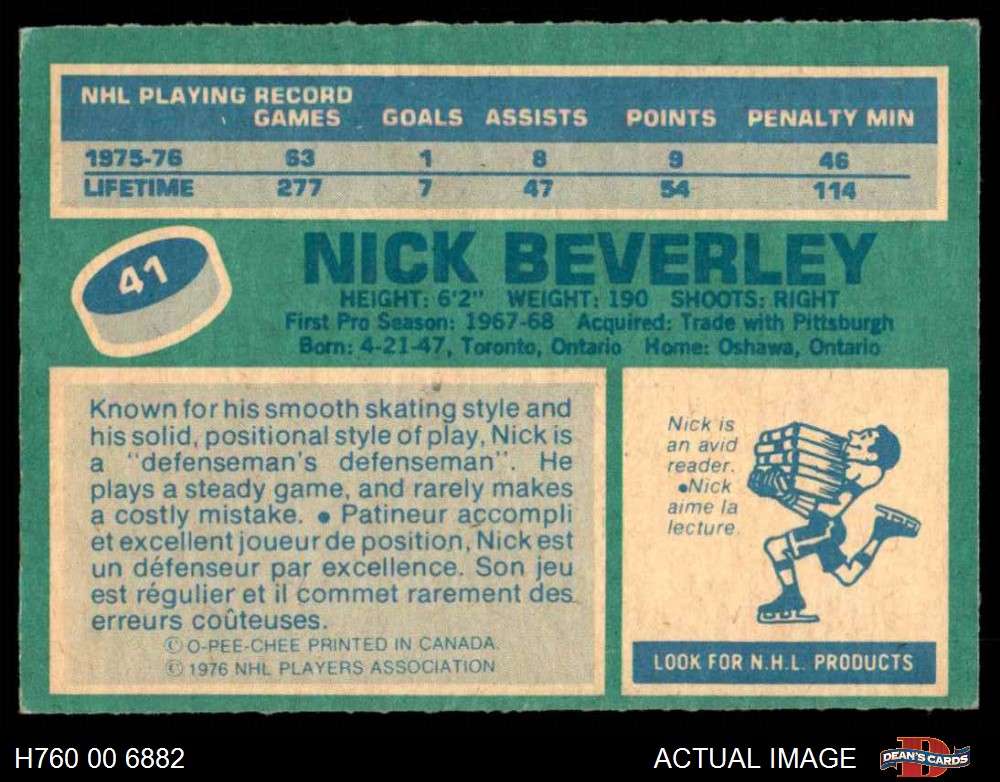 NHL PLAYING RECORD
GAMES GOALS ASSISTS POINTS PENALTY MIN
1975-76 63 1 8 9 46
LIFETIME 277 7 47 54 114
41
NICK BEVERLEY
HEIGHT: 6'2" WEIGHT: 190 SHOOTS: RIGHT
First Pro Season: 1967-68 Acquired: Trade with Pittsburgh
Born: 4-21-47, Toronto, Ontario Home: Oshawa, Ontario
Known for his smooth skating style and
his solid, positional style of play, Nick is
a "defenseman's defenseman". He
plays a steady game, and rarely makes
a costly mistake. • Patineur accompli
et excellent joueur de position, Nick est
un défenseur par excellence. Son jeu
est régulier et il commet rarement des
erreurs coûteuses.
© O-PEE-CHEE PRINTED IN CANADA.
© 1976 NHL PLAYERS ASSOCIATION
Nick is
an avid
reader.
•Nick
aime la
lecture.
LOOK FOR N.H.L. PRODUCTS
H760 00 6882
ACTUAL IMAGE
D
DEAN'S CARDS